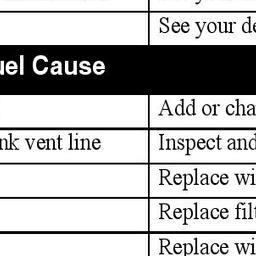 See your de
uel Cause
Add or cha
nk vent line
Inspect and
Replace wi
Replace filt
Replace wi